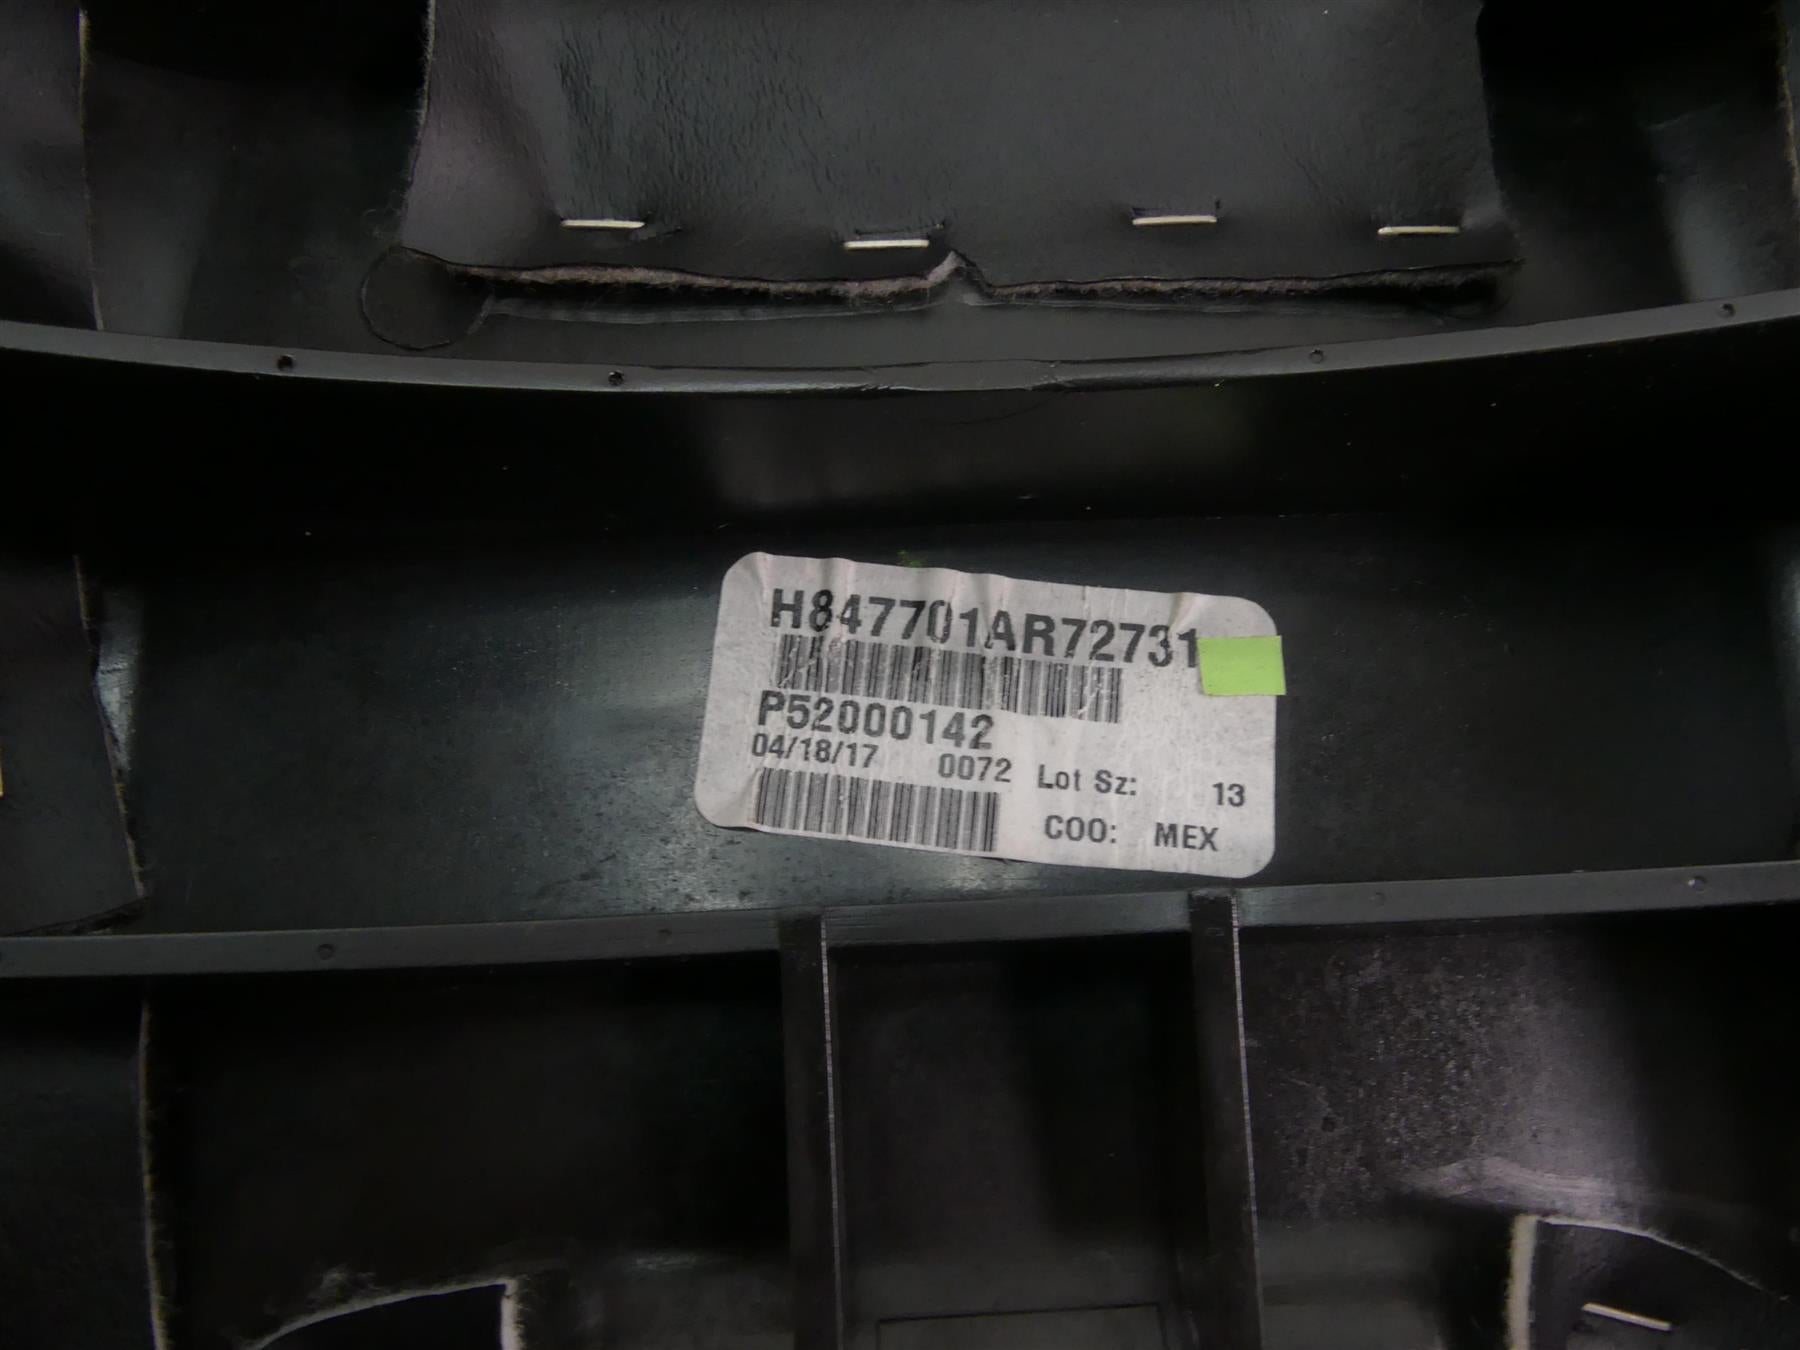 H847701AR72731
P52000142
04/18/17 0072 Lot Sz: 13
COO: MEX